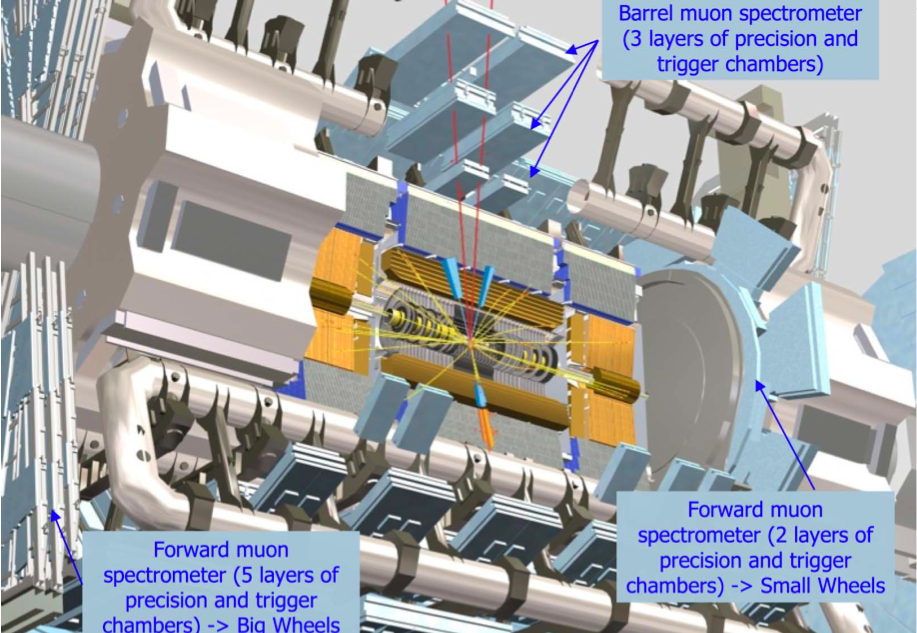 Barrel muon spectrometer
(3 layers of precision and
trigger chambers)
Forward muon
spectrometer (2 layers of
precision and trigger
chambers) -> Small Wheels
Forward muon
spectrometer (5 layers of
precision and trigger
chambers) -> Big Wheels